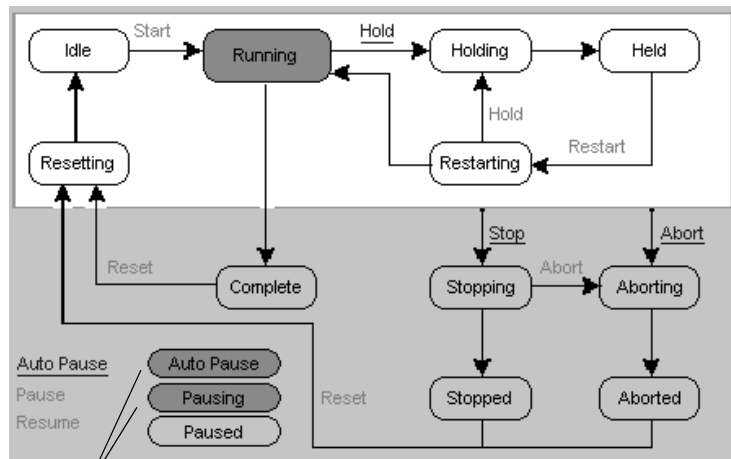 Start
Hold
Idle
Running
Holding
Held
Hold
Restart
Resetting
Restarting
Stop
Abort
Reset
Abort
Complete
Stopping
Aborting
Auto Pause
Auto Pause
Pause
Pausing
Reset
Stopped
Aborted
Resume
Paused